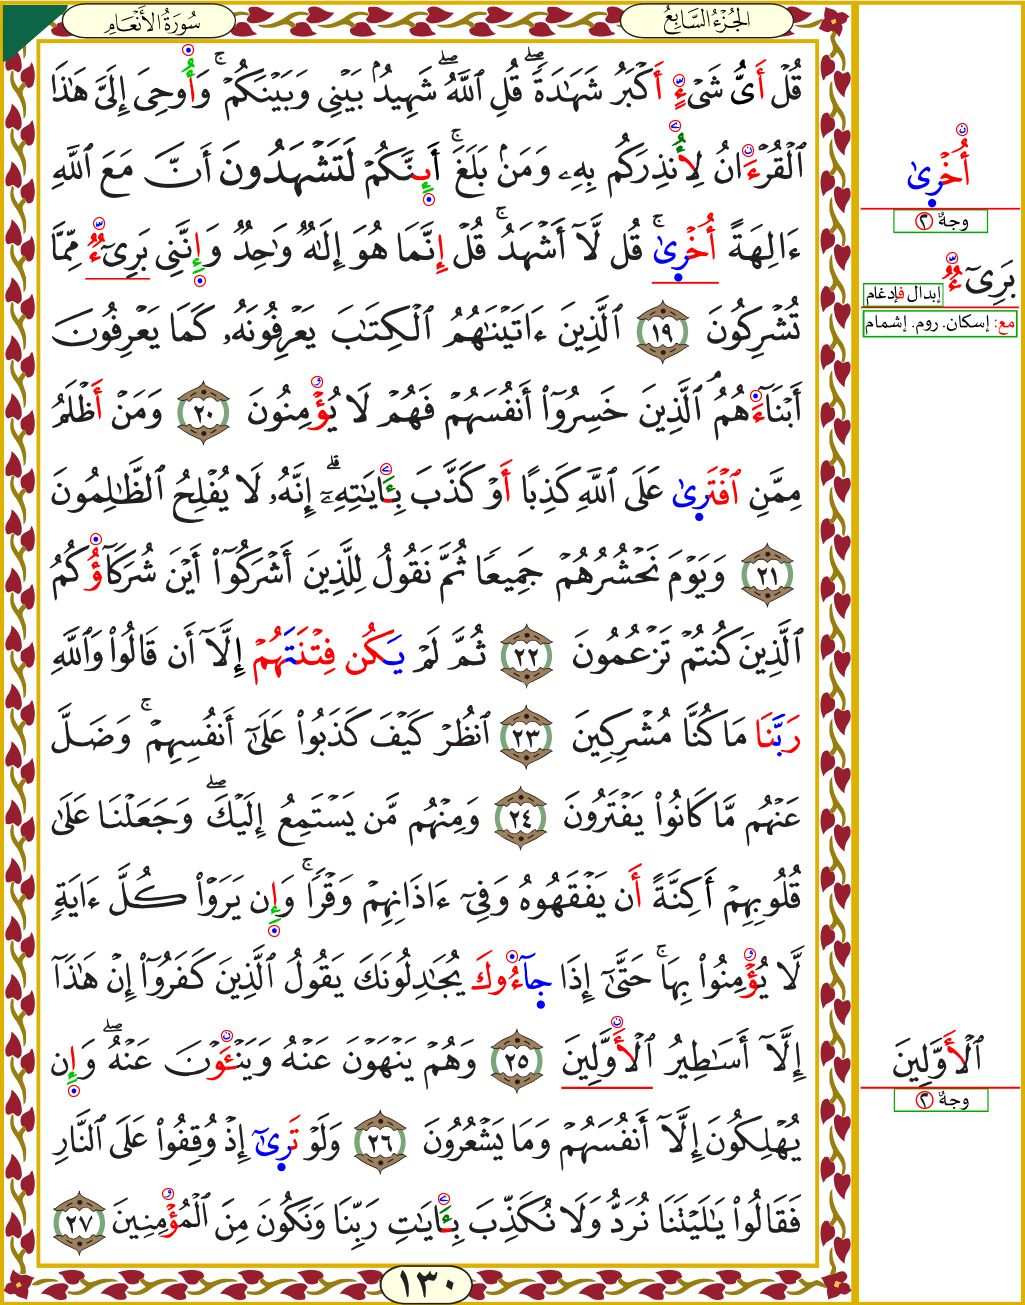 سُورَةُ الأَنْعَامِ
الجُزْءُ السَّابِعُ
قُلْ أَىُّ شَىْءٍ أَكْبَرُ شَهَٰدَةً ۖ قُلِ ٱللَّهُ ۖ شَهِيدٌۢ بَيْنِى وَبَيْنَكُمْ ۚ وَأُوحِىَ إِلَىَّ هَٰذَا
ٱلْقُرْءَانُ لِأُنذِرَكُم بِهِۦ وَمَنۢ بَلَغَ ۚ أَئِنَّكُمْ لَتَشْهَدُونَ أَنَّ مَعَ ٱللَّهِ
ءَالِهَةً أُخْرَىٰ ۚ قُل لَّآ أَشْهَدُ ۚ قُلْ إِنَّمَا هُوَ إِلَٰهٌ وَٰحِدٌ وَإِنَّنِى بَرِىٓءٌ مِّمَّا
تُشْرِكُونَ ١٩ ٱلَّذِينَ ءَاتَيْنَٰهُمُ ٱلْكِتَٰبَ يَعْرِفُونَهُۥ كَمَا يَعْرِفُونَ
أَبْنَآءَهُمُ ۘ ٱلَّذِينَ خَسِرُوٓا۟ أَنفُسَهُمْ فَهُمْ لَا يُؤْمِنُونَ ٢٠ وَمَنْ أَظْلَمُ
مِمَّنِ ٱفْتَرَىٰ عَلَى ٱللَّهِ كَذِبًا أَوْ كَذَّبَ بِـَٔايَٰتِهِۦٓ ۗ إِنَّهُۥ لَا يُفْلِحُ ٱلظَّٰلِمُونَ
٢١ وَيَوْمَ نَحْشُرُهُمْ جَمِيعًا ثُمَّ نَقُولُ لِلَّذِينَ أَشْرَكُوٓا۟ أَيْنَ شُرَكَآؤُكُمُ
ٱلَّذِينَ كُنتُمْ تَزْعُمُونَ ٢٢ ثُمَّ لَمْ يَكُن فِتْنَتَهُمْ إِلَّآ أَن قَالُوا۟ وَٱللَّهِ
رَبَّنَا مَا كُنَّا مُشْرِكِينَ ٢٣ ٱنظُرْ كَيْفَ كَذَبُوا۟ عَلَىٰٓ أَنفُسِهِمْ ۚ وَضَلَّ
عَنْهُم مَّا كَانُوا۟ يَفْتَرُونَ ٢٤ وَمِنْهُم مَّن يَسْتَمِعُ إِلَيْكَ ۖ وَجَعَلْنَا عَلَىٰ
قُلُوبِهِمْ أَكِنَّةً أَن يَفْقَهُوهُ وَفِىٓ ءَاذَانِهِمْ وَقْرًا ۚ وَإِن يَرَوْا۟ كُلَّ ءَايَةٍ
لَّا يُؤْمِنُوا۟ بِهَا ۚ حَتَّىٰٓ إِذَا جَآءُوكَ يُجَٰدِلُونَكَ يَقُولُ ٱلَّذِينَ كَفَرُوٓا۟ إِنْ هَٰذَآ
إِلَّآ أَسَٰطِيرُ ٱلْأَوَّلِينَ ٢٥ وَهُمْ يَنْهَوْنَ عَنْهُ وَيَنْـَٔوْنَ عَنْهُ ۖ وَإِن
يُهْلِكُونَ إِلَّآ أَنفُسَهُمْ وَمَا يَشْعُرُونَ ٢٦ وَلَوْ تَرَىٰٓ إِذْ وُقِفُوا۟ عَلَى ٱلنَّارِ
فَقَالُوا۟ يَٰلَيْتَنَا نُرَدُّ وَلَا نُكَذِّبَ بِـَٔايَٰتِ رَبِّنَا وَنَكُونَ مِنَ ٱلْمُؤْمِنِينَ ٢٧
١٣٠
أُخْرَىٰ
وجهٌ ٢
بَرِىٓءٌ
إبدال فإدغام
مع: إسكان. روم. إشمام
ٱلْأَوَّلِينَ
وجهٌ ٢